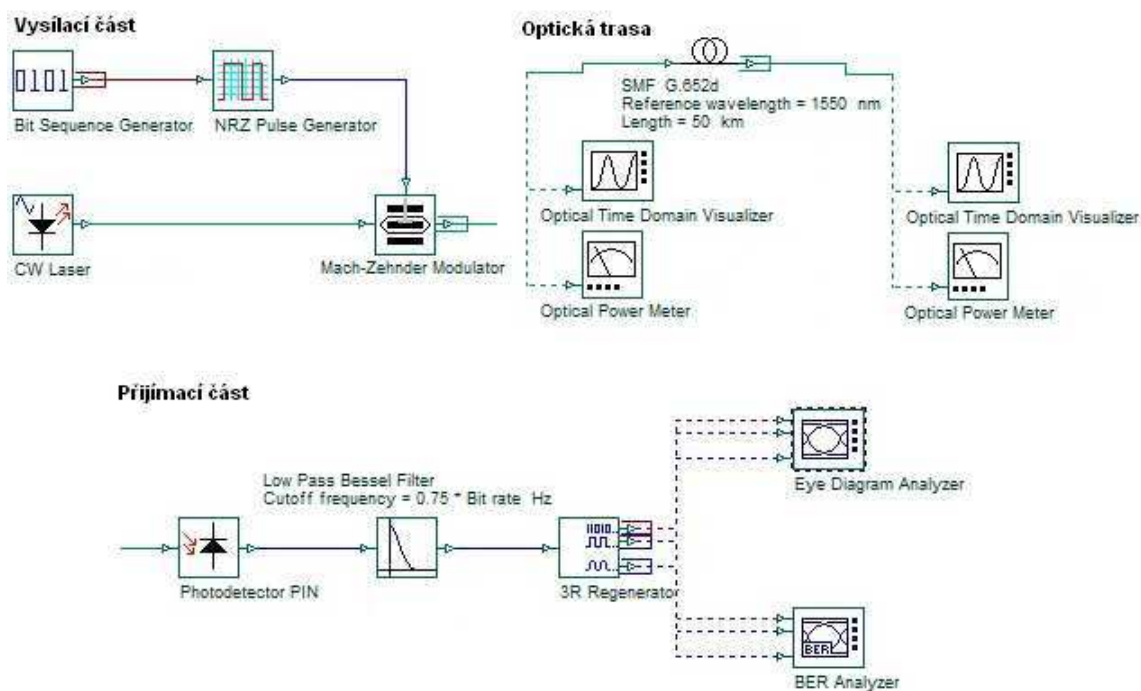 Vysílací část
Bit Sequence Generator
NRZ Pulse Generator
CW Laser
Mach-Zehnder Modulator
Optická trasa
SMF G.652d
Reference wavelength = 1550 nm
Length = 50 km
Optical Time Domain Visualizer
Optical Power Meter
Optical Time Domain Visualizer
Optical Power Meter
Přijímací část
Photodetector PIN
Low Pass Bessel Filter
Cutoff frequency = 0.75 * Bit rate Hz
3R Regenerator
Eye Diagram Analyzer
BER
BER Analyzer